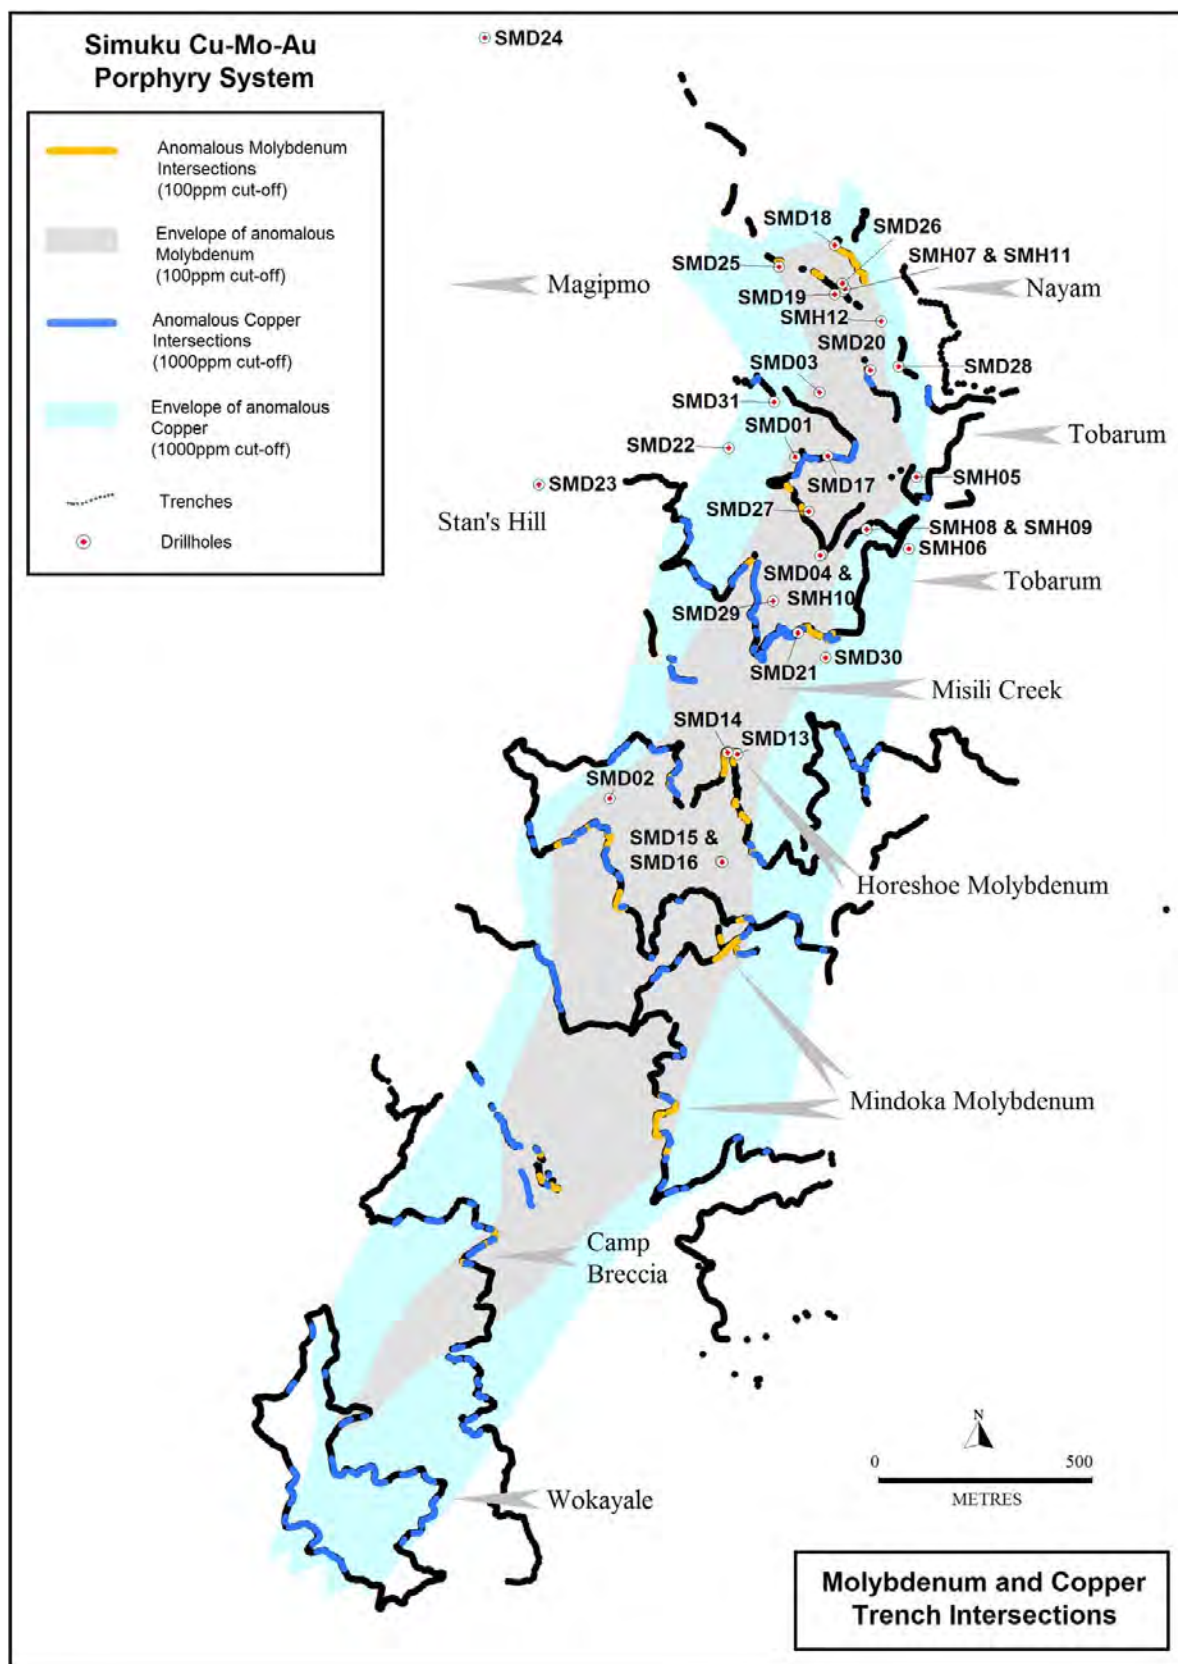 Simuku Cu-Mo-Au
Porphyry System
Anomalous Molybdenum
Intersections
(100ppm cut-off)
Envelope of anomalous
Molybdenum
(100ppm cut-off)
Anomalous Copper
Intersections
(1000ppm cut-off)
Envelope of anomalous
Copper
(1000ppm cut-off)
Trenches
Drillholes
SMD24
SMD18
SMD26
SMH07 & SMH11
SMD25
Magipmo
Nayam
SMD19
SMH12
SMD20
SMD03
SMD28
SMD31
SMD01
Tobarum
SMD22
SMD17
SMH05
SMD23
SMD27
Stan's Hill
SMH08 & SMH09
SMH06
SMD04 &
SMH10
Tobarum
SMD29
SMD21
SMD30
Misili Creek
SMD14
SMD13
SMD02
SMD15 &
SMD16
Horeshoe Molybdenum
Mindoka Molybdenum
Camp
Breccia
Wokayale
N
0 500
METRES
Molybdenum and Copper
Trench Intersections